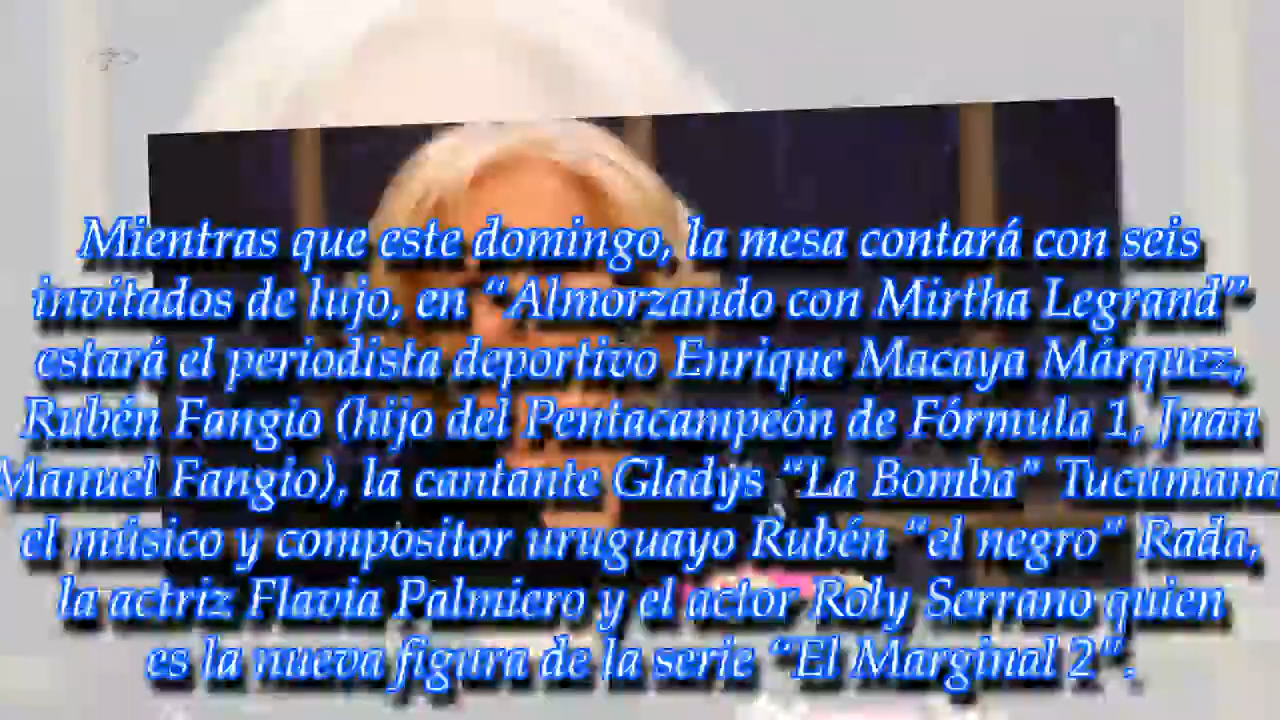 Mientras que este domingo, la mesa contará con seis
invitados de lujo, en “Almorzando con Mirtha Legrand”
estará el periodista deportivo Enrique Macaya Márquez,
Rubén Fangio (hijo del Pentacampeón de Fórmula 1, Juan
Manuel Fangio), la cantante Gladys “La Bomba” Tucumana
el músico y compositor uruguayo Rubén “el negro” Rada,
la actriz Flavia Palmiero y el actor Roly Serrano quien
es la nueva figura de la serie “El Marginal 2”.